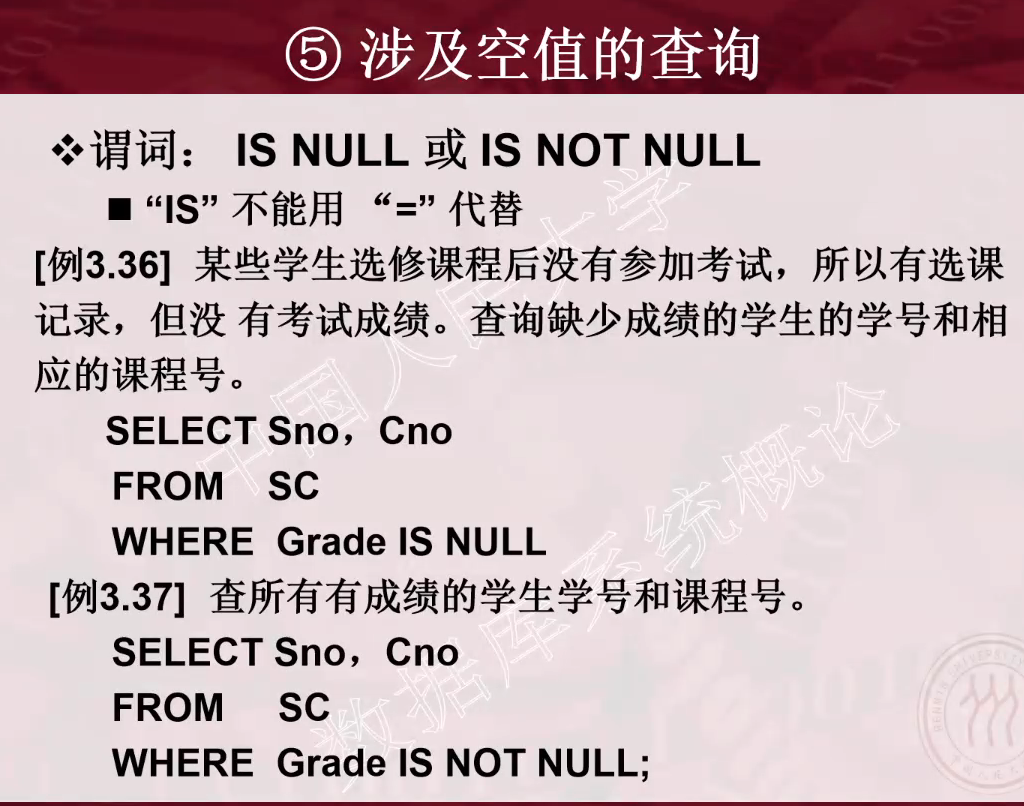 ⑤ 涉及空值的查询
❖谓词： IS NULL 或 IS NOT NULL
■ “IS” 不能用 “=” 代替
[例3.36] 某些学生选修课程后没有参加考试，所以有选课
记录，但没 有考试成绩。查询缺少成绩的学生的学号和相
应的课程号。
SELECT Sno，Cno
FROM SC
WHERE Grade IS NULL
[例3.37] 查所有有成绩的学生学号和课程号。
SELECT Sno，Cno
FROM SC
WHERE Grade IS NOT NULL;
中国人民大学
数据库系统概论